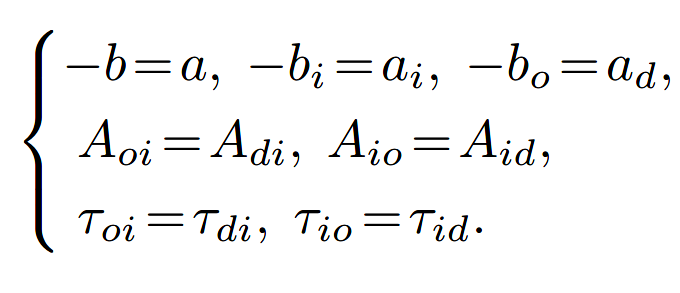 −b=a, −b_i=a_i, −b_o=a_d,
A_{oi}=A_{di}, A_{io}=A_{id},
τ_{oi}=τ_{di}, τ_{io}=τ_{id}.